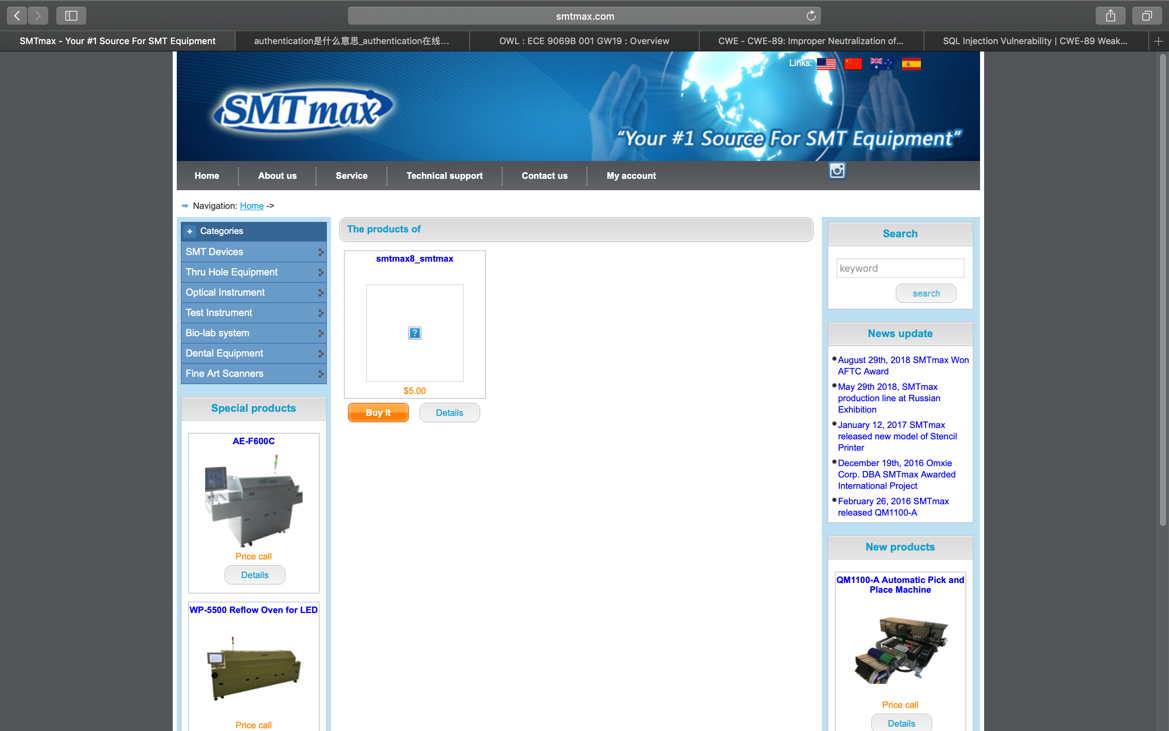 smtmax.com
SMTmax - Your #1 Source For SMT Equipment
authentication是什么意思_authentication在线...
OWL : ECE 9069B 001 GW19 : Overview
CWE - CWE-89: Improper Neutralization of...
SQL Injection Vulnerability | CWE-89 Weak...
Links:
SMTmax
"Your #1 Source For SMT Equipment"
Home
About us
Service
Technical support
Contact us
My account
Navigation: Home ->
Categories
SMT Devices
Thru Hole Equipment
Optical Instrument
Test Instrument
Bio-lab system
Dental Equipment
Fine Art Scanners
Special products
AE-F600C
Price call
Details
WP-5500 Reflow Oven for LED
Price call
The products of
smtmax8_smtmax
?
$5.00
Buy it
Details
Search
keyword
search
News update
August 29th, 2018 SMTmax Won
AFTC Award
May 29th 2018, SMTmax
production line at Russian
Exhibition
January 12, 2017 SMTmax
released new model of Stencil
Printer
December 19th, 2016 Omxie
Corp. DBA SMTmax Awarded
International Project
February 26, 2016 SMTmax
released QM1100-A
New products
QM1100-A Automatic Pick and
Place Machine
Price call
Details